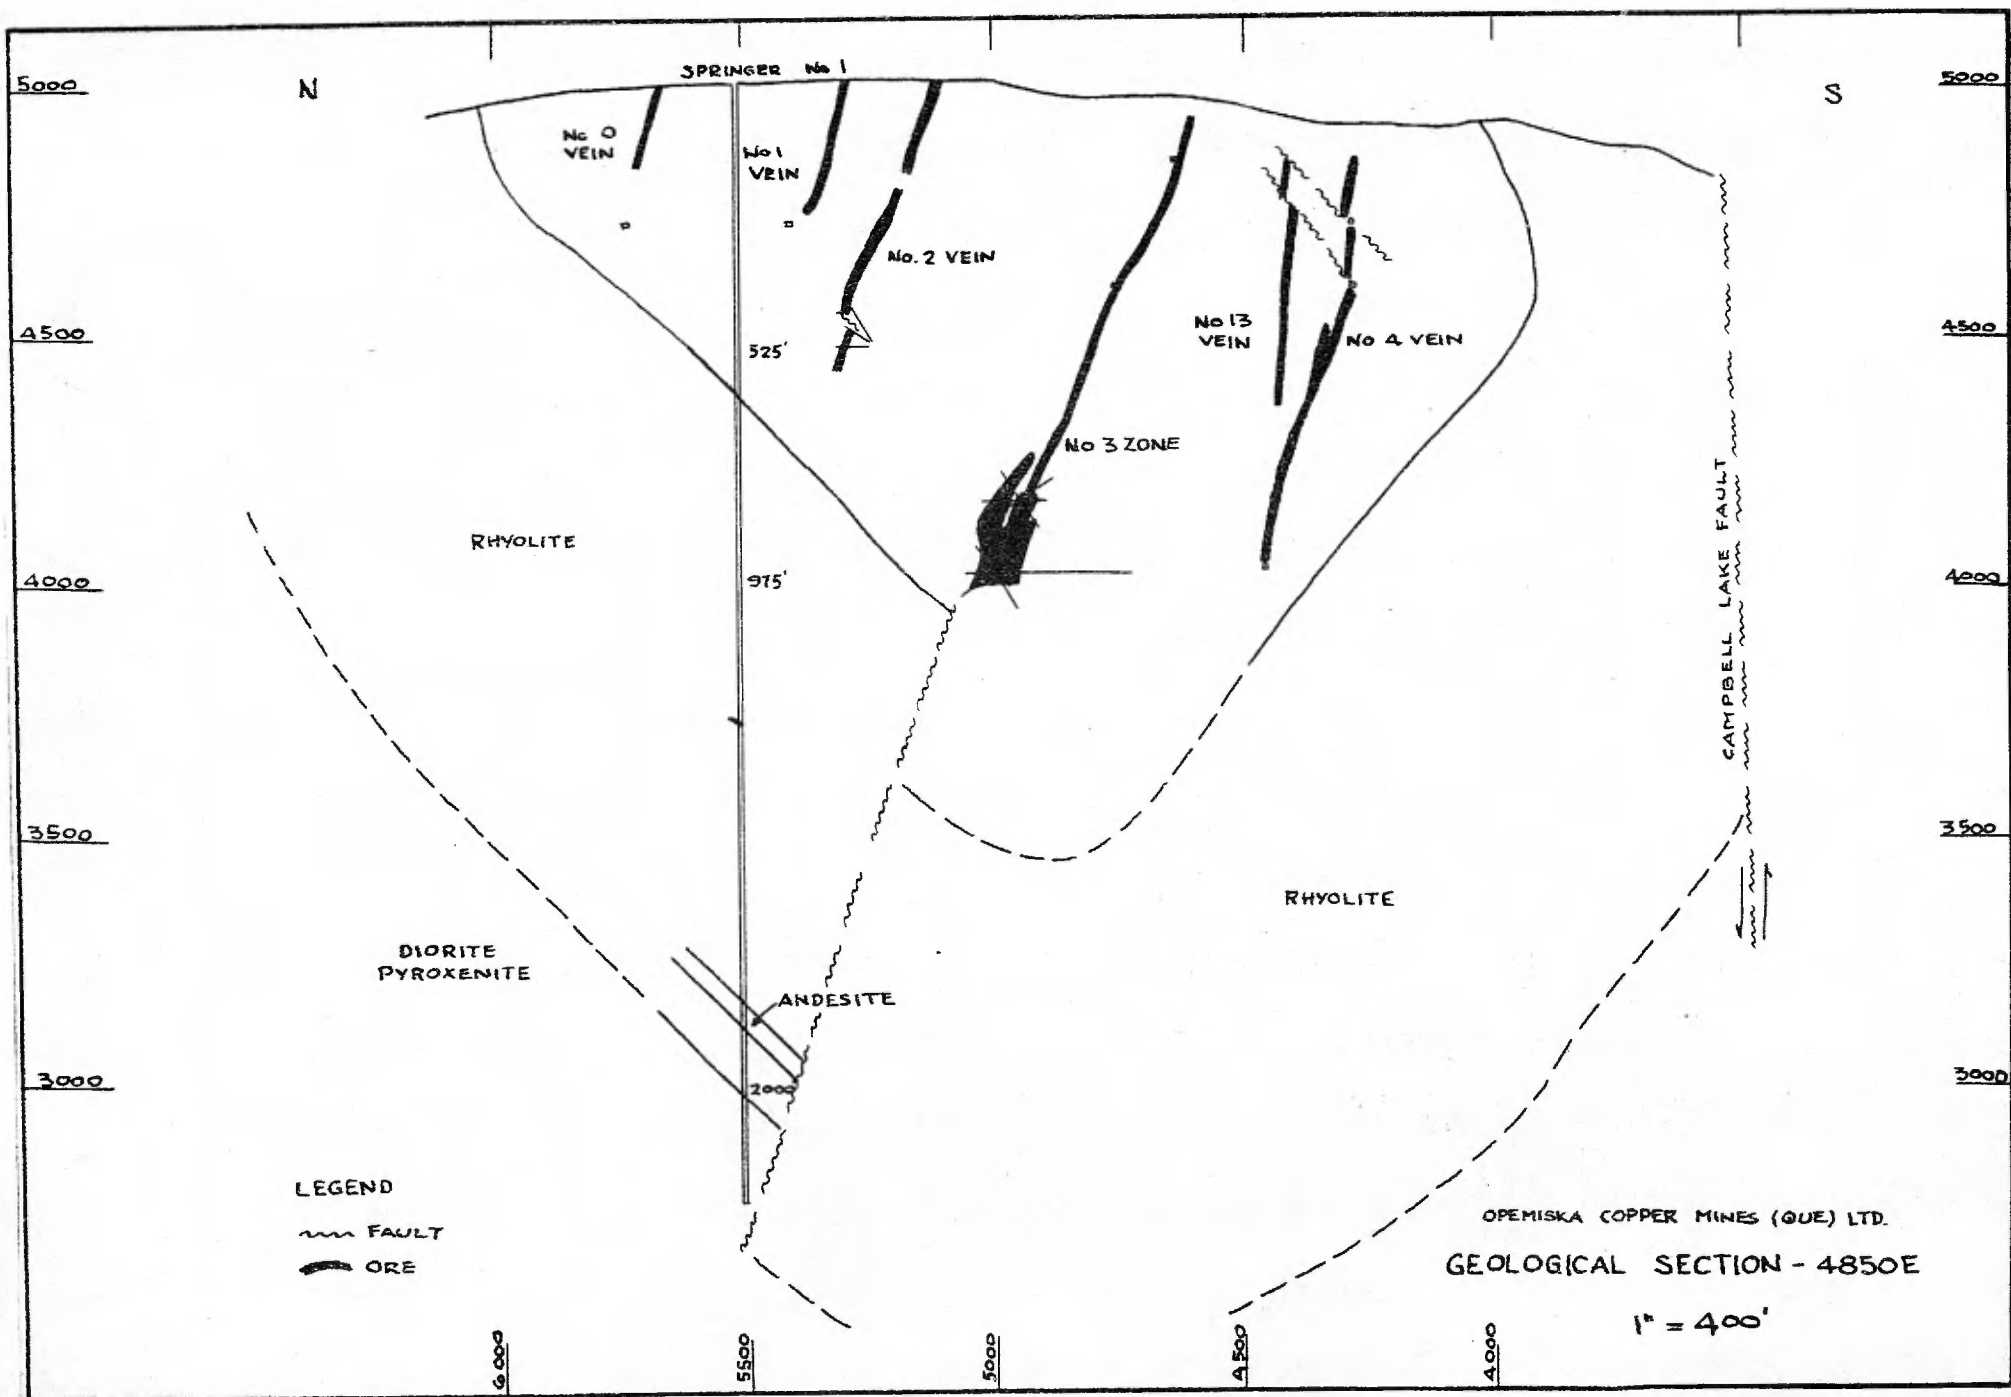 SPRINGER No 1
5000
N
5000
S
No 0
VEIN
No 1
VEIN
No. 2 VEIN
4500
525'
No 13
VEIN
No 4 VEIN
4500
No 3 ZONE
CAMPBELL LAKE FAULT
RHYOLITE
4000
975'
4000
3500
3500
RHYOLITE
DIORITE
PYROXENITE
ANDESITE
3000
2000
3000
LEGEND
FAULT
ORE
OPEMISKA COPPER MINES (QUE) LTD.
GEOLOGICAL SECTION - 4850E
1" = 400'
6000
5500
5000
4500
4000